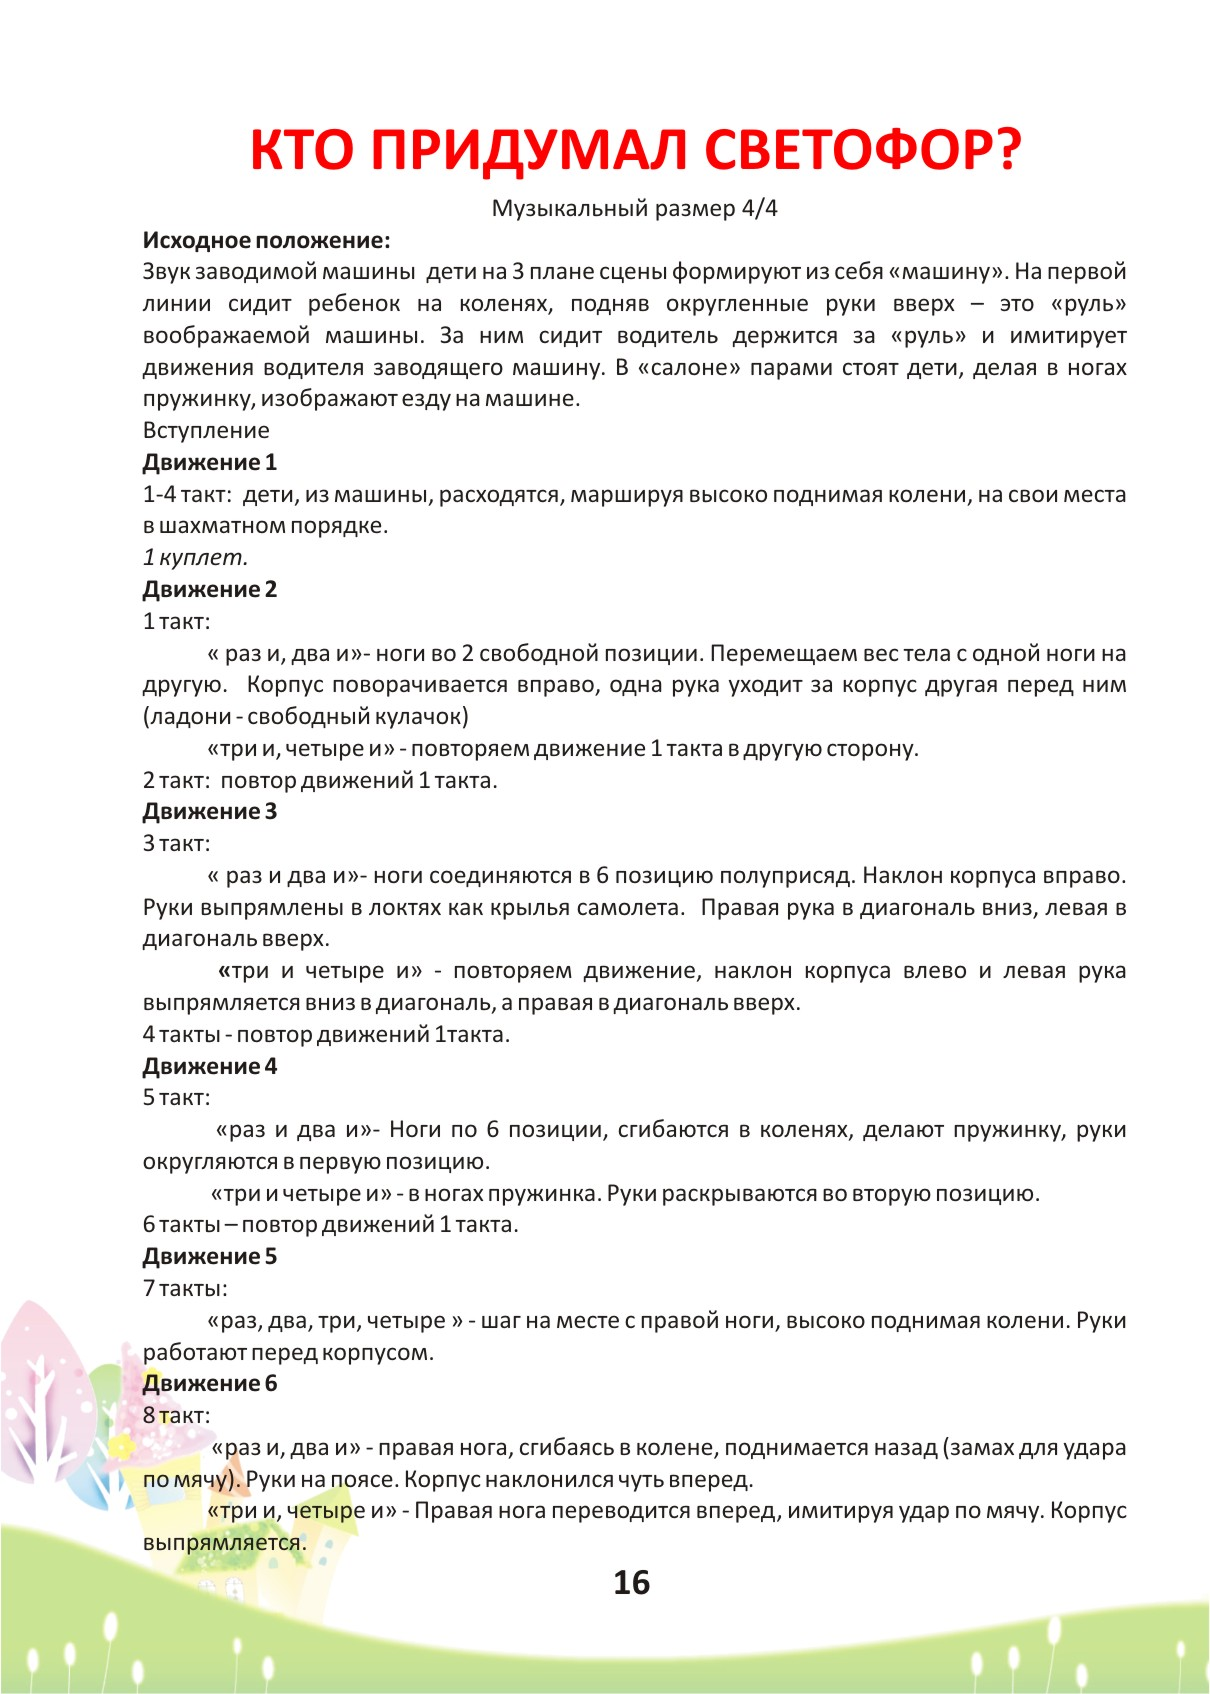 КТО ПРИДУМАЛ СВЕТОФОР?
Музыкальный размер 4/4
Исходное положение:
Звук заводимой машины  дети на 3 плане сцены формируют из себя «машину». На первой
линии сидит ребенок на коленях, подняв округленные руки вверх – это «руль»
воображаемой машины. За ним сидит водитель держится за «руль» и имитирует
движения водителя заводящего машину. В «салоне» парами стоят дети, делая в ногах
пружинку, изображают езду на машине.
Вступление
Движение 1
1-4 такт:  дети, из машины, расходятся, маршируя высоко поднимая колени, на свои места
в шахматном порядке.
1 куплет.
Движение 2
1 такт:
« раз и, два и»- ноги во 2 свободной позиции. Перемещаем вес тела с одной ноги на
другую.  Корпус поворачивается вправо, одна рука уходит за корпус другая перед ним
(ладони - свободный кулачок)
«три и, четыре и» - повторяем движение 1 такта в другую сторону.
2 такт:  повтор движений 1 такта.
Движение 3
3 такт:
« раз и два и»- ноги соединяются в 6 позицию полуприсяд. Наклон корпуса вправо.
Руки выпрямлены в локтях как крылья самолета.  Правая рука в диагональ вниз, левая в
диагональ вверх.
«три и четыре и» - повторяем движение, наклон корпуса влево и левая рука
выпрямляется вниз в диагональ, а правая в диагональ вверх.
4 такты - повтор движений 1такта.
Движение 4
5 такт:
«раз и два и»- Ноги по 6 позиции, сгибаются в коленях, делают пружинку, руки
округляются в первую позицию.
«три и четыре и» - в ногах пружинка. Руки раскрываются во вторую позицию.
6 такты – повтор движений 1 такта.
Движение 5
7 такты:
«раз, два, три, четыре » - шаг на месте с правой ноги, высоко поднимая колени. Руки
работают перед корпусом.
Движение 6
8 такт:
«раз и, два и» - правая нога, сгибаясь в колене, поднимается назад (замах для удара
по мячу). Руки на поясе. Корпус наклонился чуть вперед.
«три и, четыре и» - Правая нога переводится вперед, имитируя удар по мячу. Корпус
выпрямляется.
16